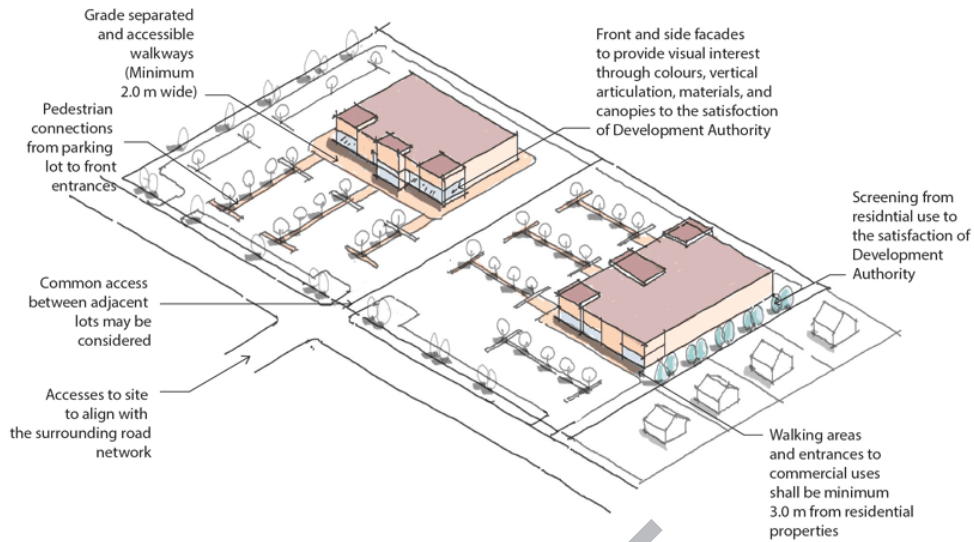 Grade separated
and accessible
walkways
(Minimum
2.0 m wide)
Pedestrian
connections
from parking
lot to front
entrances
Common access
between adjacent
lots may be
considered
Accesses to site
to align with
the surrounding road
network
Front and side facades
to provide visual interest
through colours, vertical
articulation, materials, and
canopies to the satisfoction
of Development Authority
Screening from
residntial use to
the satisfaction of
Development
Authority
Walking areas
and entrances to
commercial uses
shall be minimum
3.0 m from residential
properties